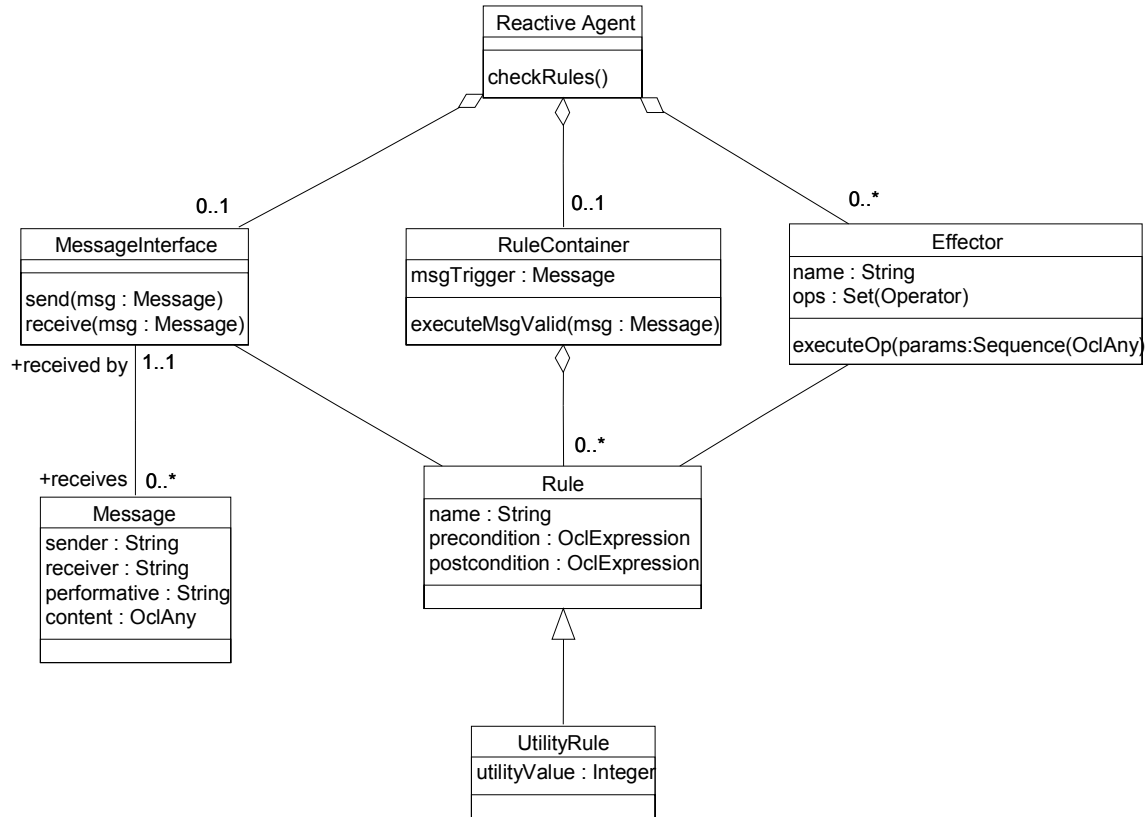 Reactive Agent
checkRules()
0..1
0..1
0..*
MessageInterface
send(msg : Message)
receive(msg : Message)
RuleContainer
msgTrigger : Message
executeMsgValid(msg : Message)
Effector
name : String
ops : Set(Operator)
executeOp(params:Sequence(OclAny)
+received by
1..1
+receives
0..*
0..*
Message
sender : String
receiver : String
performative : String
content : OclAny
Rule
name : String
precondition : OclExpression
postcondition : OclExpression
UtilityRule
utilityValue : Integer